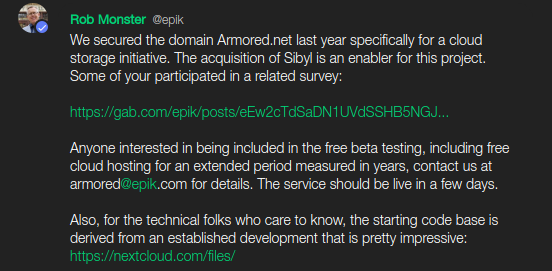 Rob Monster @epik
We secured the domain Armored.net last year specifically for a cloud
storage initiative. The acquisition of Sibyl is an enabler for this project.
Some of your participated in a related survey:
https://gab.com/epik/posts/eEw2cTdSaDN1UVdSSHB5NGJ...
Anyone interested in being included in the free beta testing, including free
cloud hosting for an extended period measured in years, contact us at
armored@epik.com for details. The service should be live in a few days.
Also, for the technical folks who care to know, the starting code base is
derived from an established development that is pretty impressive:
https://nextcloud.com/files/